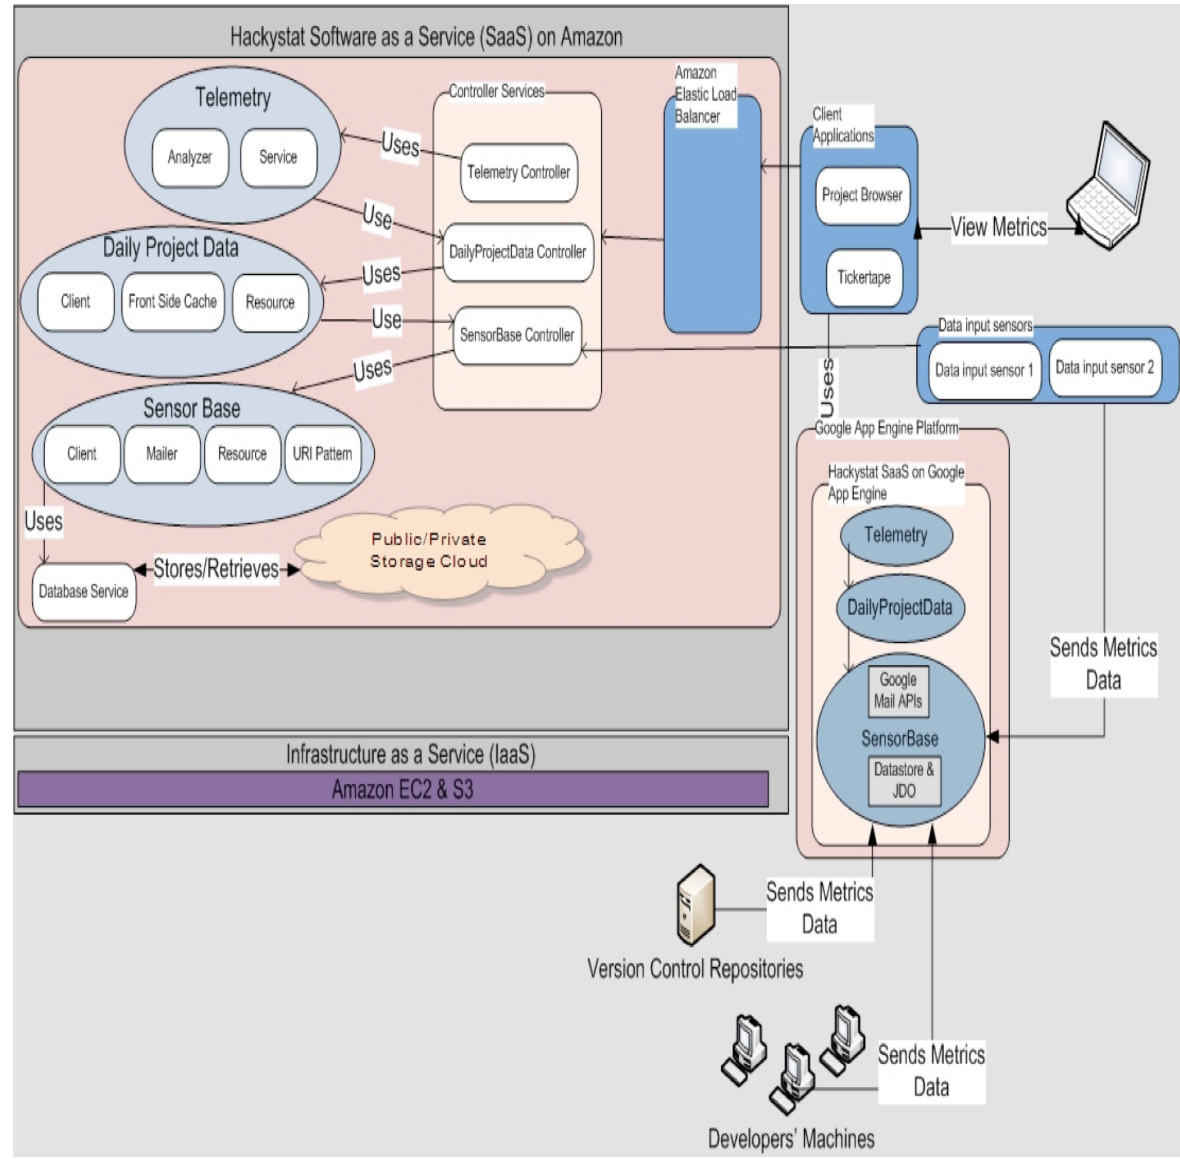 Hackystat Software as a Service (SaaS) on Amazon
Telemetry
Analyzer
Service
Uses
Controller Services
Telemetry Controller
Use
DailyProjectData Controller
Daily Project Data
Client
Front Side Cache
Resource
Uses
Use
SensorBase Controller
Uses
Sensor Base
Client
Mailer
Resource
URI Pattern
Uses
Database Service
Stores/Retrieves
Public/Private
Storage Cloud
Amazon
Elastic Load
Balancer
Client
Applications
Project Browser
Tickertape
View Metrics
Data input sensors
Data input sensor 1
Data input sensor 2
Uses
Google App Engine Platform
Hackystat SaaS on Google
App Engine
Telemetry
DailyProjectData
Google
Mail APIs
SensorBase
Datastore &
JDO
Sends Metrics
Data
Infrastructure as a Service (IaaS)
Amazon EC2 & S3
Sends Metrics
Data
Version Control Repositories
Sends Metrics
Data
Developers' Machines